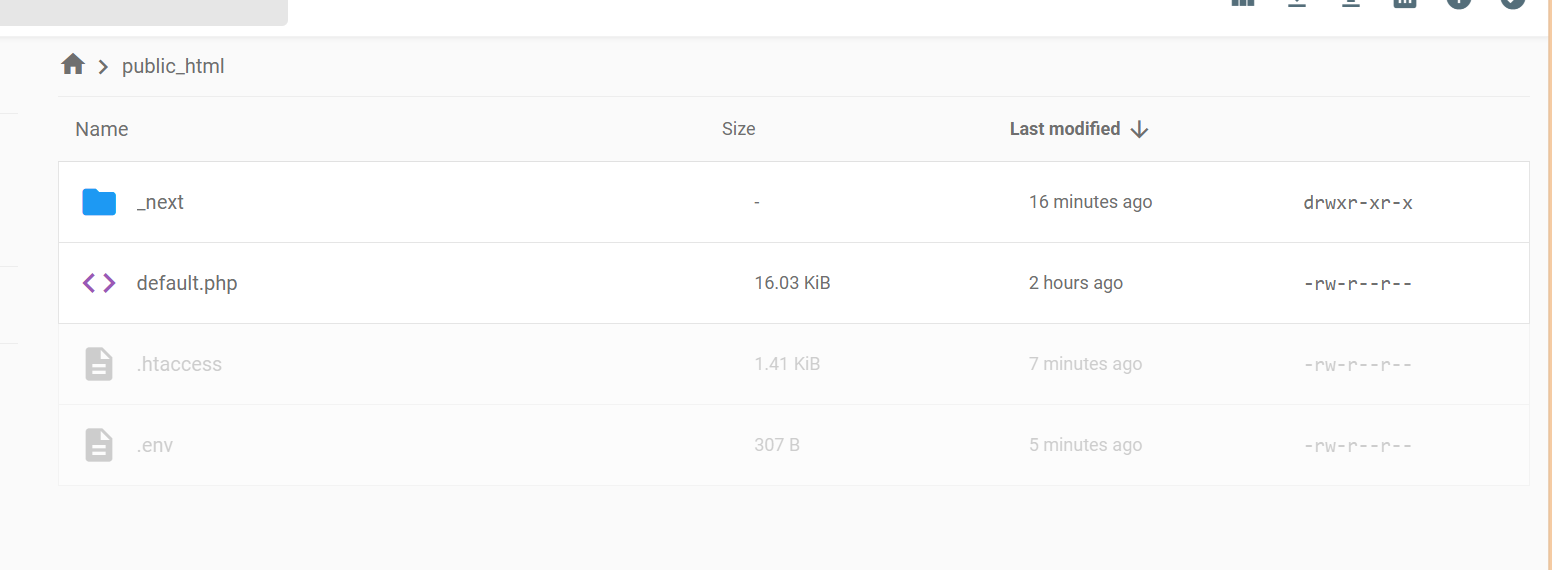 public_html
Name Size Last modified
_next - 16 minutes ago drwxr-xr-x
default.php 16.03 KiB 2 hours ago -rw-r--r--
.htaccess 1.41 KiB 7 minutes ago -rw-r--r--
.env 307 B 5 minutes ago -rw-r--r--